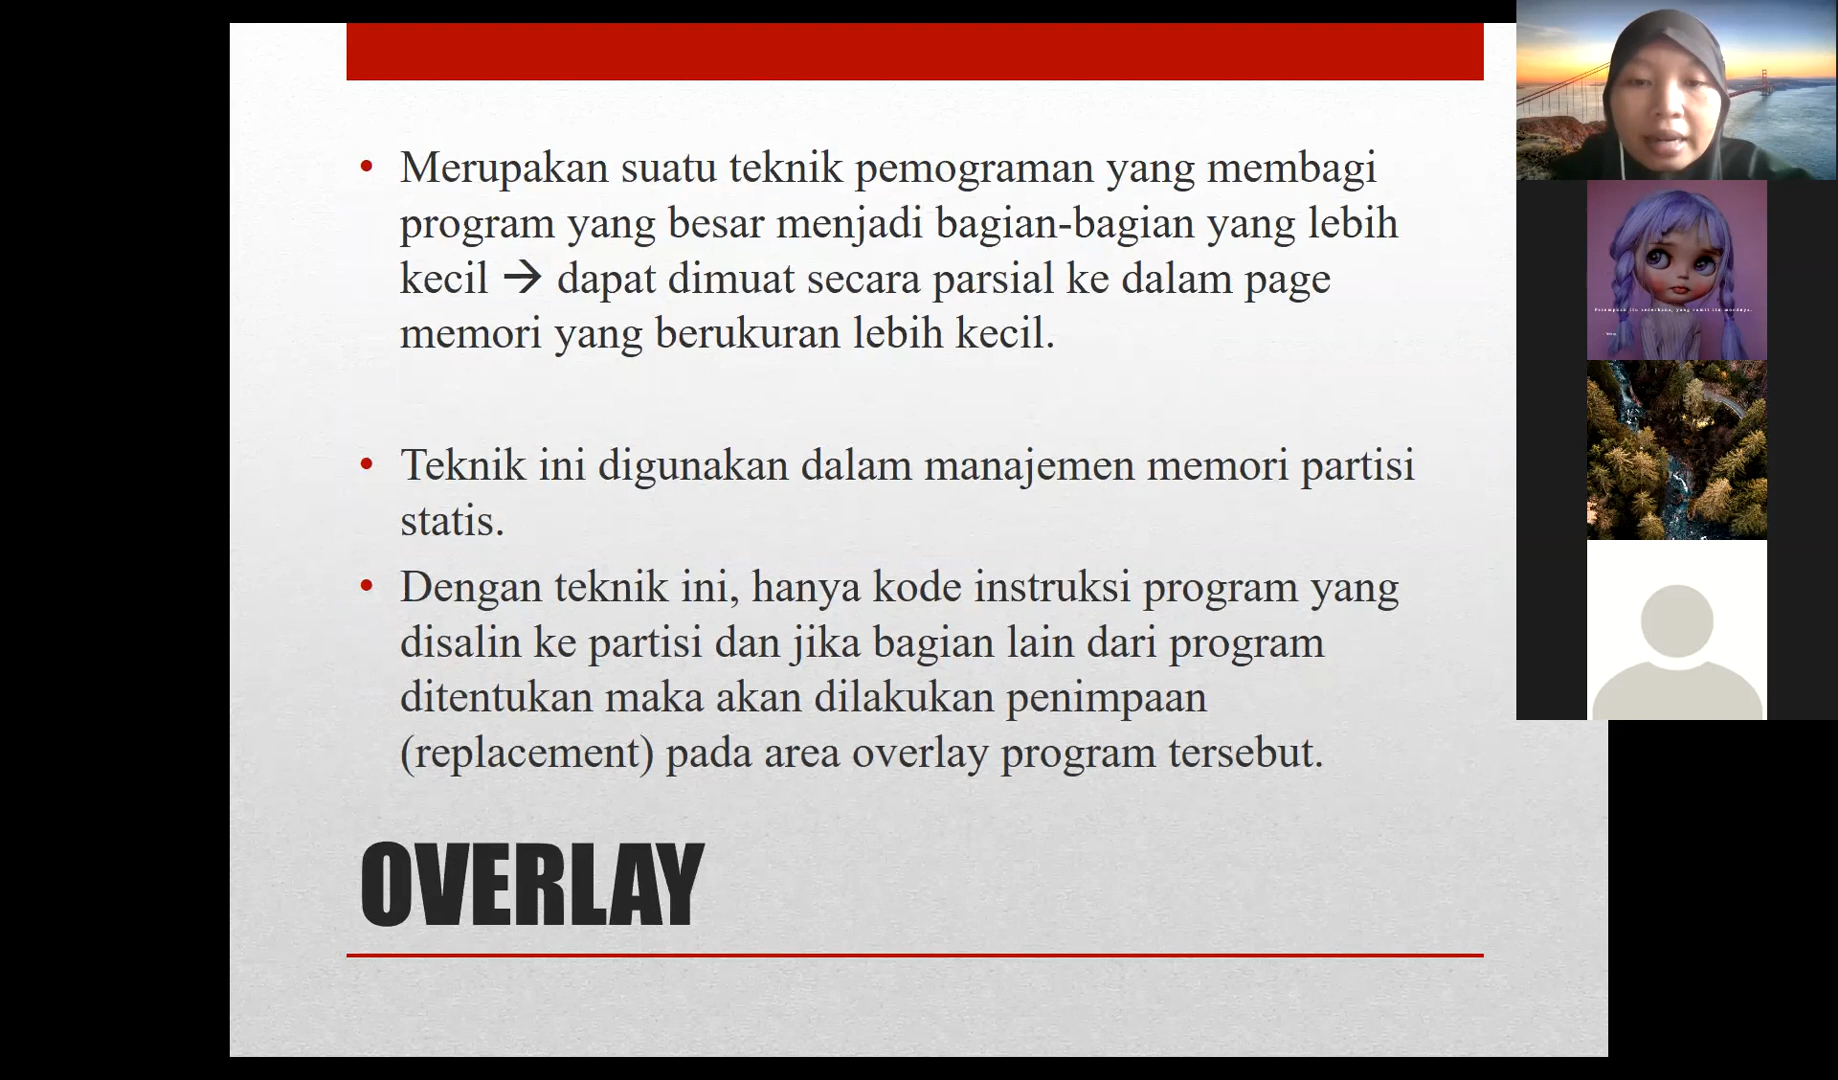 • Merupakan suatu teknik pemograman yang membagi
program yang besar menjadi bagian-bagian yang lebih
kecil → dapat dimuat secara parsial ke dalam page
memori yang berukuran lebih kecil.
• Teknik ini digunakan dalam manajemen memori partisi
statis.
• Dengan teknik ini, hanya kode instruksi program yang
disalin ke partisi dan jika bagian lain dari program
ditentukan maka akan dilakukan penimpaan
(replacement) pada area overlay program tersebut.
OVERLAY